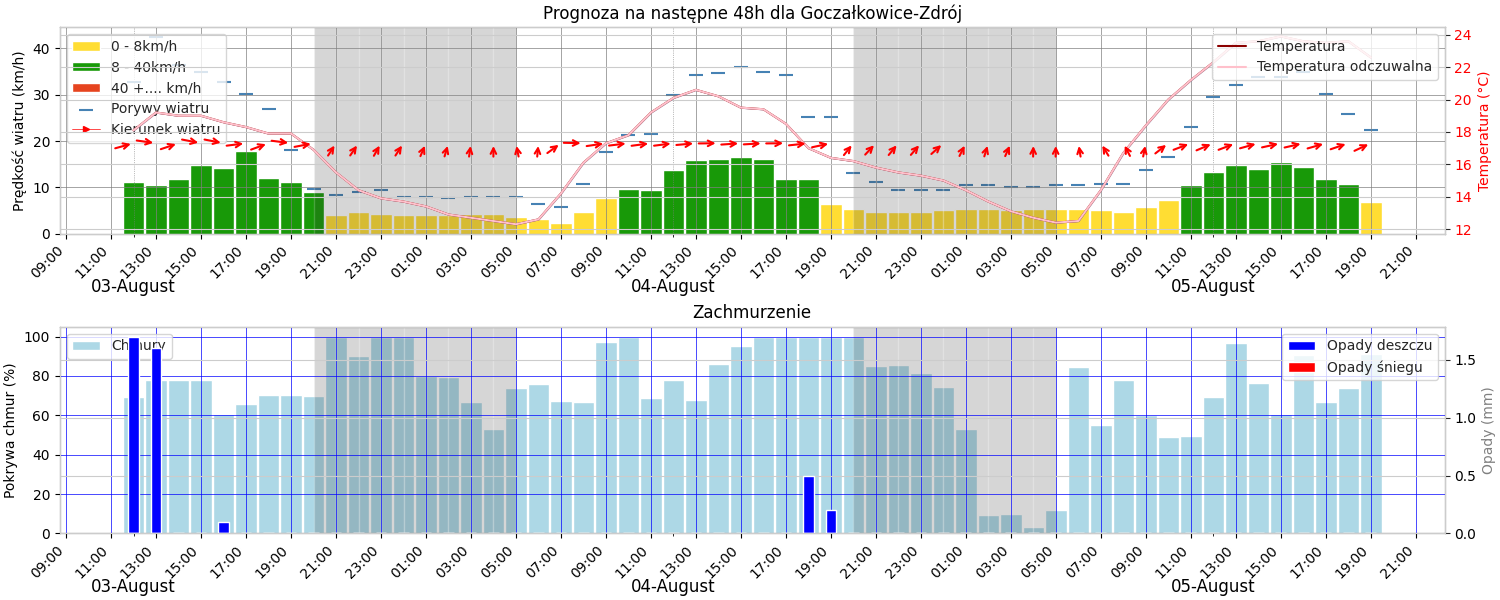 Prognoza na następne 48h dla Goczałkowice-Zdrój
Prędkość wiatru (km/h)
40
30
20
10
0
0 - 8km/h
8 - 40km/h
40 +.... km/h
Porywy wiatru
Kierunek wiatru
Temperatura
Temperatura odczuwalna
24
22
20
18
16
14
12
Temperatura (°C)
09:00 11:00 13:00 15:00 17:00 19:00 21:00 23:00 01:00 03:00 05:00 07:00 09:00 11:00 13:00 15:00 17:00 19:00 21:00 23:00 01:00 03:00 05:00 07:00 09:00 11:00 13:00 15:00 17:00 19:00 21:00
03-August 04-August 05-August
Zachmurzenie
Pokrywa chmur (%)
100
80
60
40
20
0
Chmury
Opady deszczu
Opady śniegu
1.5
1.0
0.5
0.0
Opady (mm)
09:00 11:00 13:00 15:00 17:00 19:00 21:00 23:00 01:00 03:00 05:00 07:00 09:00 11:00 13:00 15:00 17:00 19:00 21:00 23:00 01:00 03:00 05:00 07:00 09:00 11:00 13:00 15:00 17:00 19:00 21:00
03-August 04-August 05-August